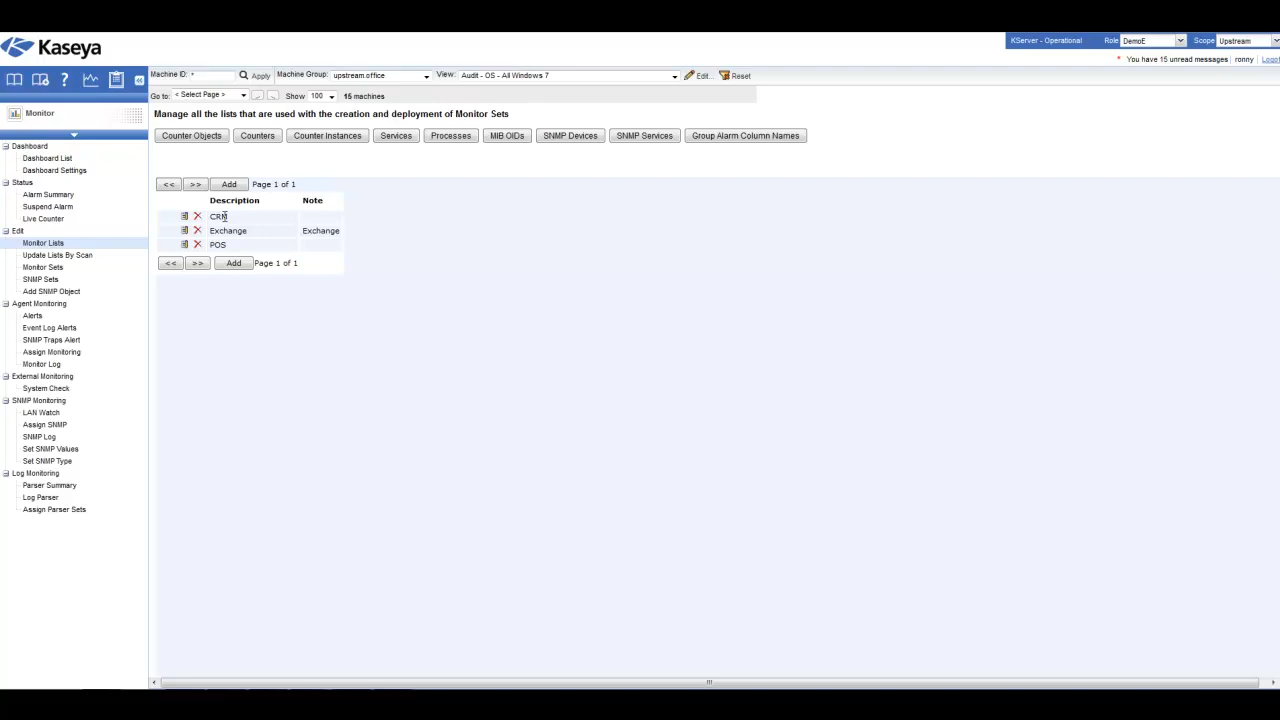 Kaseya
KServer - Operational Role DemoE Scope Upstream
* You have 15 unread messages ronny Logof
Machine ID: * Apply Machine Group: upstream.office View: Audit - OS - All Windows 7 Edit... Reset
Go to: < Select Page > Show 100 15 machines
Monitor
Manage all the lists that are used with the creation and deployment of Monitor Sets
Counter Objects Counters Counter Instances Services Processes MIB OIDs SNMP Devices SNMP Services Group Alarm Column Names
<< >> Add Page 1 of 1
Description Note
CRM
Exchange Exchange
POS
<< >> Add Page 1 of 1
Dashboard
Dashboard List
Dashboard Settings
Status
Alarm Summary
Suspend Alarm
Live Counter
Edit
Monitor Lists
Update Lists By Scan
Monitor Sets
SNMP Sets
Add SNMP Object
Agent Monitoring
Alerts
Event Log Alerts
SNMP Traps Alert
Assign Monitoring
Monitor Log
External Monitoring
System Check
SNMP Monitoring
LAN Watch
Assign SNMP
SNMP Log
Set SNMP Values
Set SNMP Type
Log Monitoring
Parser Summary
Log Parser
Assign Parser Sets